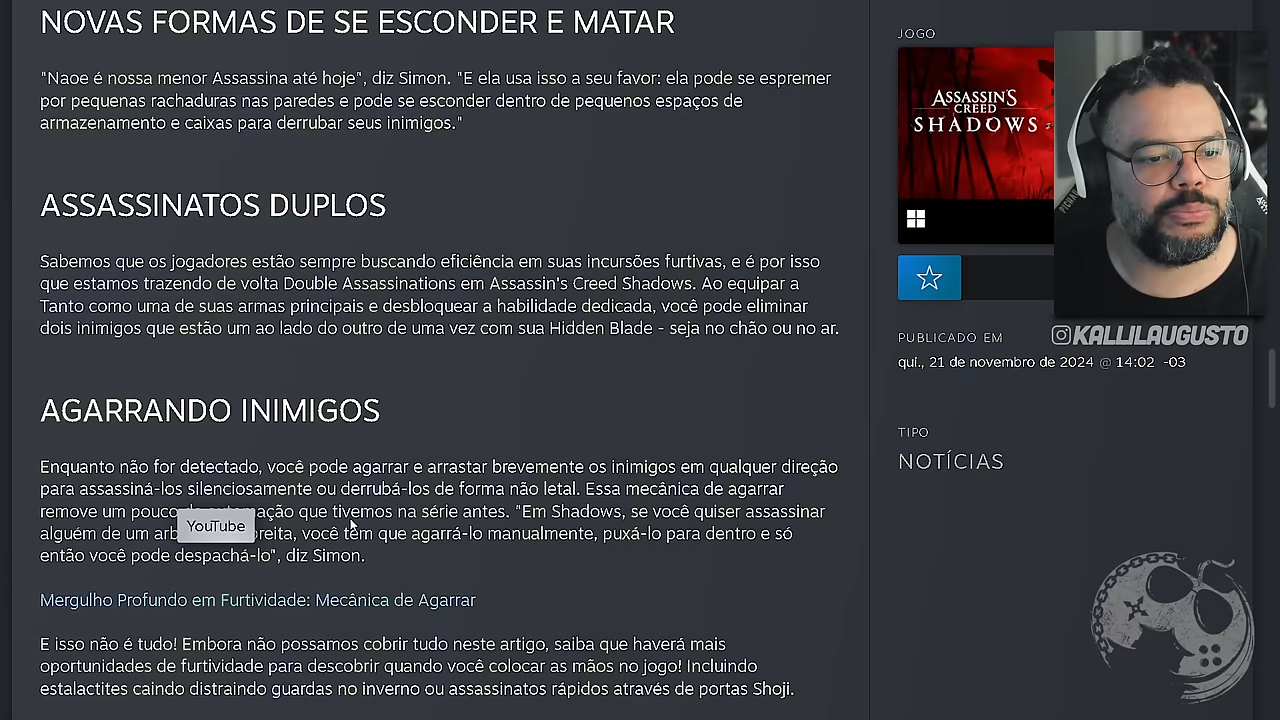 NOVAS FORMAS DE SE ESCONDER E MATAR
"Naoe é nossa menor Assassina até hoje", diz Simon. "E ela usa isso a seu favor: ela pode se espremer
por pequenas rachaduras nas paredes e pode se esconder dentro de pequenos espaços de
armazenamento e caixas para derrubar seus inimigos."
ASSASSINATOS DUPLOS
Sabemos que os jogadores estão sempre buscando eficiência em suas incursões furtivas, e é por isso
que estamos trazendo de volta Double Assassinations em Assassin's Creed Shadows. Ao equipar a
Tanto como uma de suas armas principais e desbloquear a habilidade dedicada, você pode eliminar
dois inimigos que estão um ao lado do outro de uma vez com sua Hidden Blade - seja no chão ou no ar.
AGARRANDO INIMIGOS
Enquanto não for detectado, você pode agarrar e arrastar brevemente os inimigos em qualquer direção
para assassiná-los silenciosamente ou derrubá-los de forma não letal. Essa mecânica de agarrar
remove um pouco ação que tivemos na série antes. "Em Shadows, se você quiser assassinar
alguém de um arb reita, você tem que agarrá-lo manualmente, puxá-lo para dentro e só
então você pode despachá-lo", diz Simon.
YouTube
Mergulho Profundo em Furtividade: Mecânica de Agarrar
E isso não é tudo! Embora não possamos cobrir tudo neste artigo, saiba que haverá mais
oportunidades de furtividade para descobrir quando você colocar as mãos no jogo! Incluindo
estalactites caindo distraindo guardas no inverno ou assassinatos rápidos através de portas Shoji.
JOGO
ASSASSIN'S
CREED
SHADOWS
KALLILAUGUSTO
PUBLICADO EM
qui., 21 de novembro de 2024 @ 14:02 -03
TIPO
NOTÍCIAS